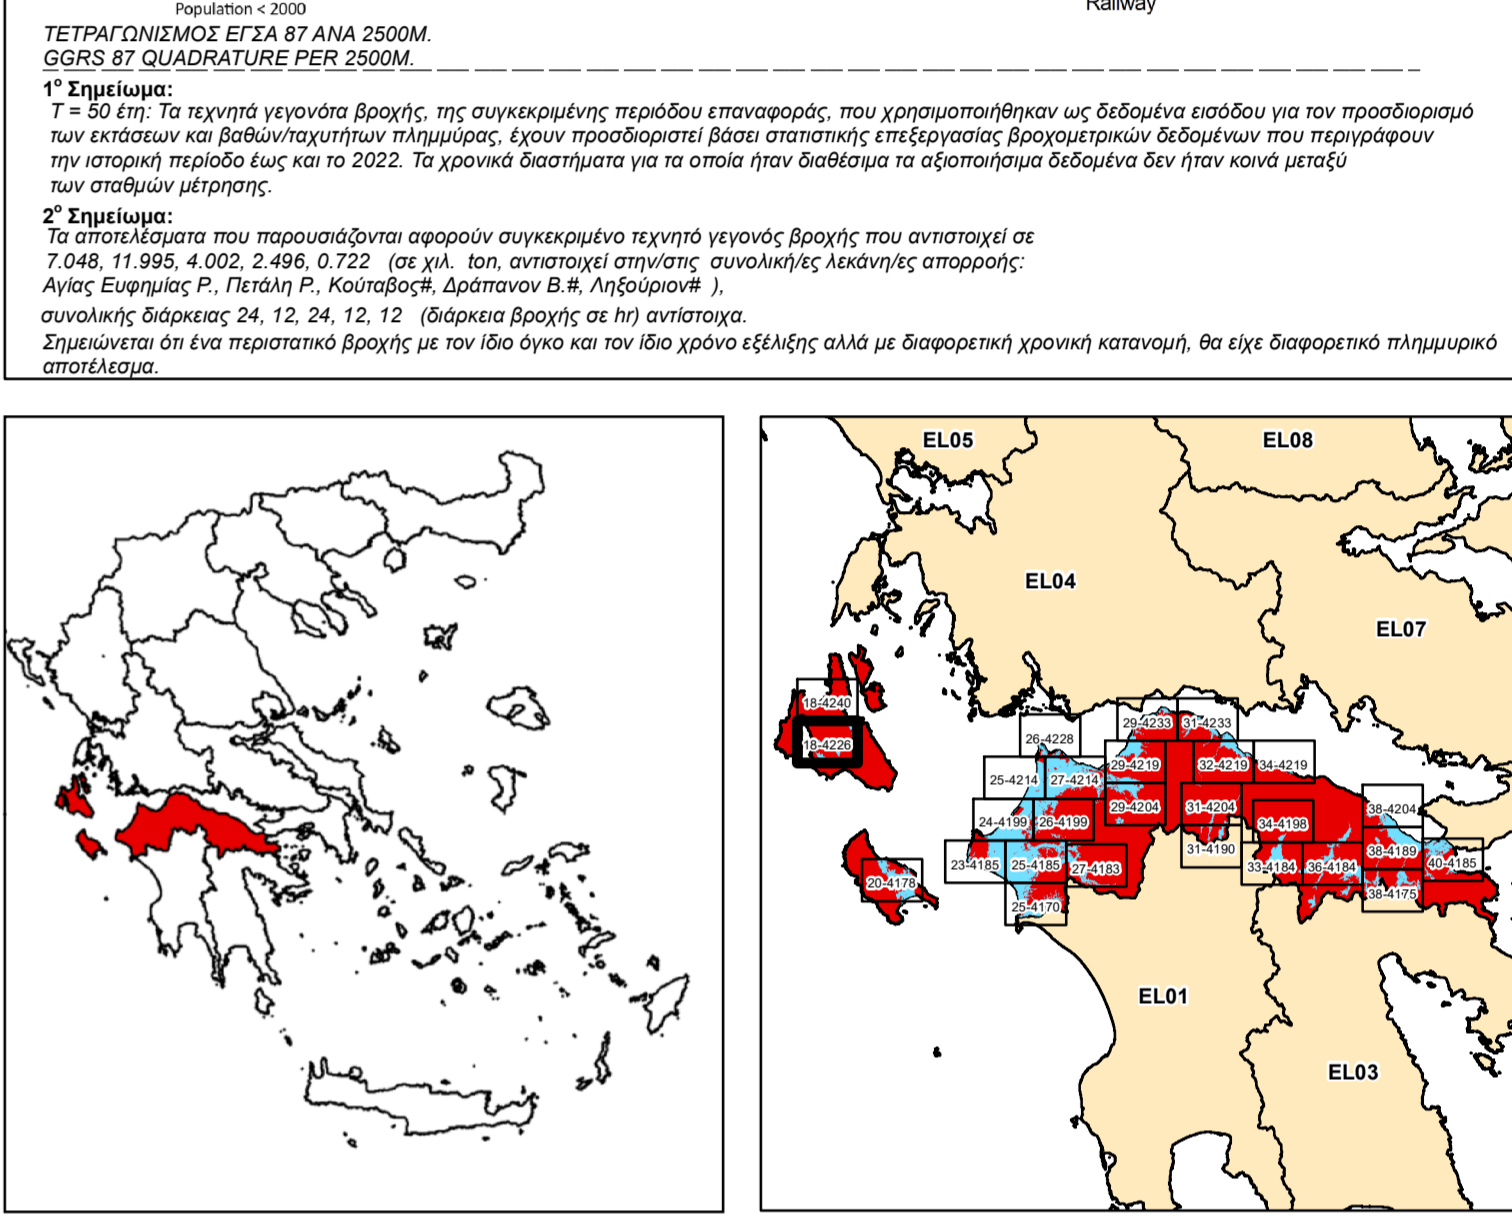 Population < 2000
Railway
ΤΕΤΡΑΓΩΝΙΣΜΟΣ ΕΓΣΑ 87 ΑΝΑ 2500Μ.
GGRS 87 QUADRATURE PER 2500M.
1º Σημείωμα:
Τ = 50 έτη: Τα τεχνητά γεγονότα βροχής, της συγκεκριμένης περιόδου επαναφοράς, που χρησιμοποιήθηκαν ως δεδομένα εισόδου για τον προσδιορισμό
των εκτάσεων και βαθών/ταχυτήτων πλημμύρας, έχουν προσδιοριστεί βάσει στατιστικής επεξεργασίας βροχομετρικών δεδομένων που περιγράφουν
την ιστορική περίοδο έως και το 2022. Τα χρονικά διαστήματα για τα οποία ήταν διαθέσιμα τα αξιοποιήσιμα δεδομένα δεν ήταν κοινά μεταξύ
των σταθμών μέτρησης.
2º Σημείωμα:
Τα αποτελέσματα που παρουσιάζονται αφορούν συγκεκριμένο τεχνητό γεγονός βροχής που αντιστοιχεί σε
7.048, 11.995, 4.002, 2.496, 0.722 (σε χιλ. ton, αντιστοιχεί στην/στις συνολική/ες λεκάνη/ες απορροής:
Αγίας Ευφημίας Ρ., Πετάλη Ρ., Κούταβος#, Δράπανον Β.#, Ληξούριον# ),
συνολικής διάρκειας 24, 12, 24, 12, 12 (διάρκεια βροχής σε hr) αντίστοιχα.
Σημειώνεται ότι ένα περιστατικό βροχής με τον ίδιο όγκο και τον ίδιο χρόνο εξέλιξης αλλά με διαφορετική χρονική κατανομή, θα είχε διαφορετικό πλημμυρικό
αποτέλεσμα.
EL05
EL08
EL04
EL07
18-4240
18-4226
29-4233
31-4233
26-4228
29-4219
32-4219
34-4219
25-4214
27-4214
29-4204
31-4204
38-4204
24-4199
26-4199
34-4198
31-4190
38-4189
23-4185
25-4185
27-4183
33-4184
36-4184
40-4185
20-4178
38-4175
25-4170
EL01
EL03